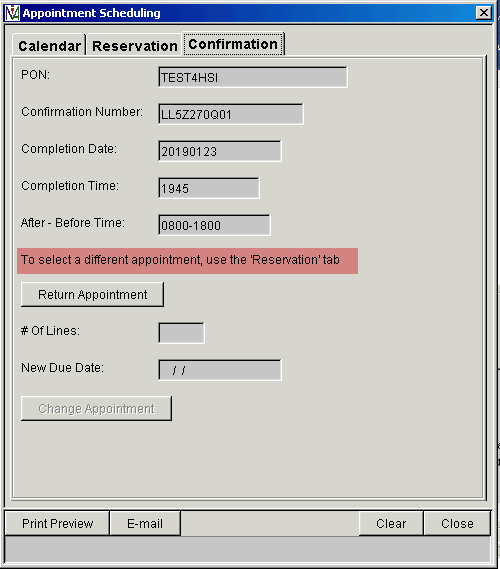 Appointment Scheduling
Calendar Reservation Confirmation
PON: TEST4HSI
Confirmation Number: LL5Z270Q01
Completion Date: 20190123
Completion Time: 1945
After - Before Time: 0800-1800
To select a different appointment, use the 'Reservation' tab
Return Appointment
# Of Lines:
New Due Date: / /
Change Appointment
Print Preview E-mail Clear Close